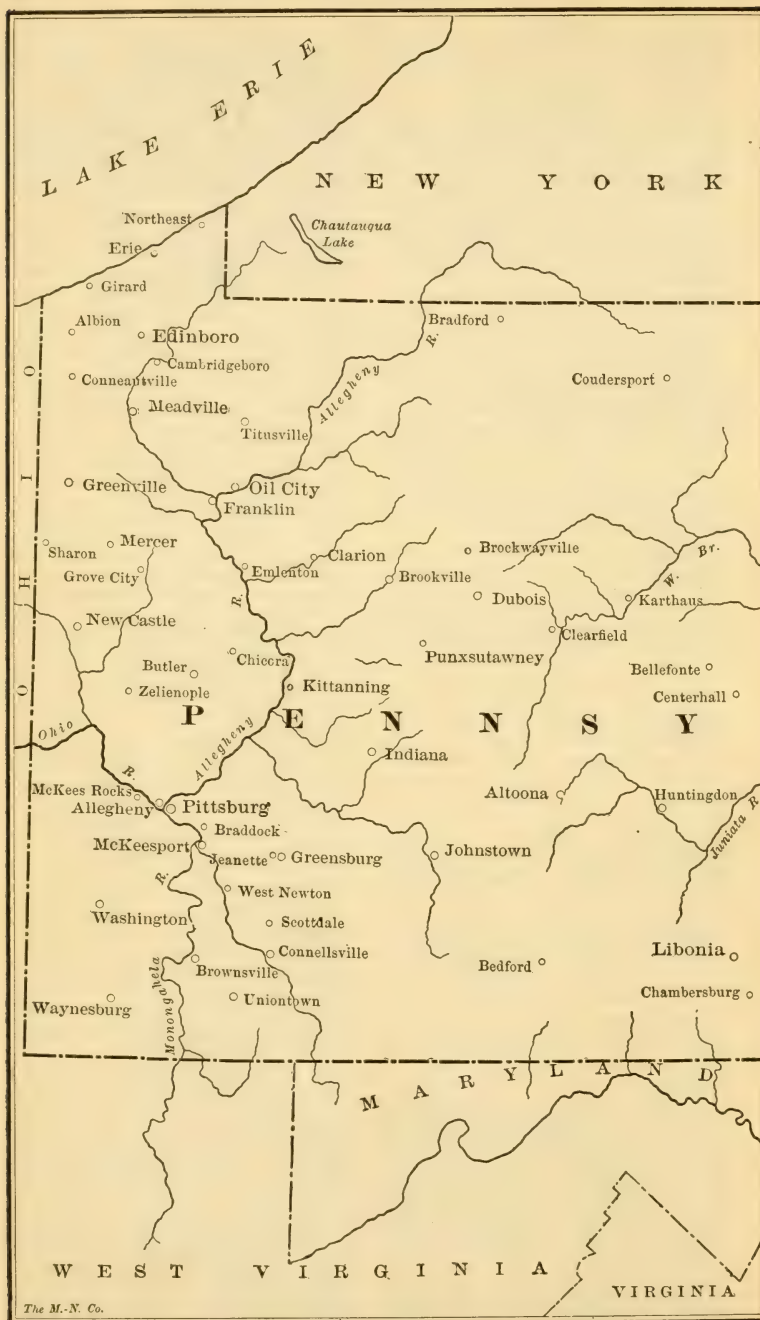 LAKE ERIE
NEW YORK
Northeast
Chautauqua
Lake
Erie
Girard
Albion
Edinboro
Bradford
R.
Cambridgeboro
Allegheny
Conneautville
Coudersport
Meadville
Titusville
OHIO
Greenville
Oil City
Franklin
Sharon
Mercer
Clarion
Brockwayville
W. Br.
Grove City
Emlenton
Brookville
R.
Dubois
Karthaus
New Castle
Clearfield
Chicora
Punxsutawney
Butler
Bellefonte
Zelienople
Kittanning
Centerhall
PENNSY
Ohio
R.
Allegheny
Indiana
McKees Rocks
Allegheny
Pittsburg
Altoona
Huntingdon
Juniata R
Braddock
McKeesport
Jeanette
Greensburg
Johnstown
R.
West Newton
Washington
Scottdale
Connellsville
Libonia
Brownsville
Bedford
Monongahela
Uniontown
Chambersburg
Waynesburg
MARYLAND
WEST VIRGINIA
VIRGINIA
The M.-N. Co.